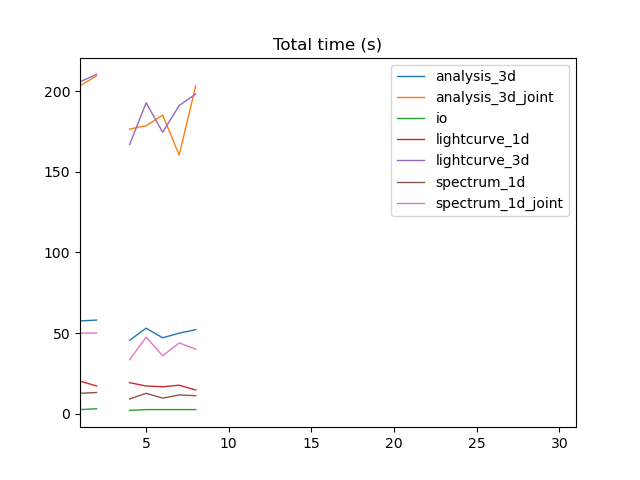 Total time (s)
analysis_3d
analysis_3d_joint
io
lightcurve_1d
lightcurve_3d
spectrum_1d
spectrum_1d_joint
200
150
100
50
0
5 10 15 20 25 30